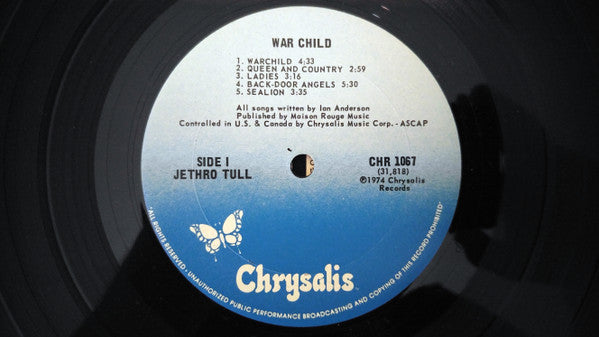 WAR CHILD
1. WARCHILD 4:33
2. QUEEN AND COUNTRY 2:59
3. LADIES 3:16
4. BACK-DOOR ANGELS 5:30
5. SEALION 3:35
All songs written by Ian Anderson
Published by Maison Rouge Music
Controlled in U.S. & Canada by Chrysalis Music Corp. - ASCAP
SIDE I
JETHRO TULL
CHR 1067
(31,818)
℗1974 Chrysalis
Records
Chrysalis
ALL RIGHTS RESERVED. UNAUTHORIZED PUBLIC PERFORMANCE BROADCASTING AND COPYING OF THIS RECORD PROHIBITED